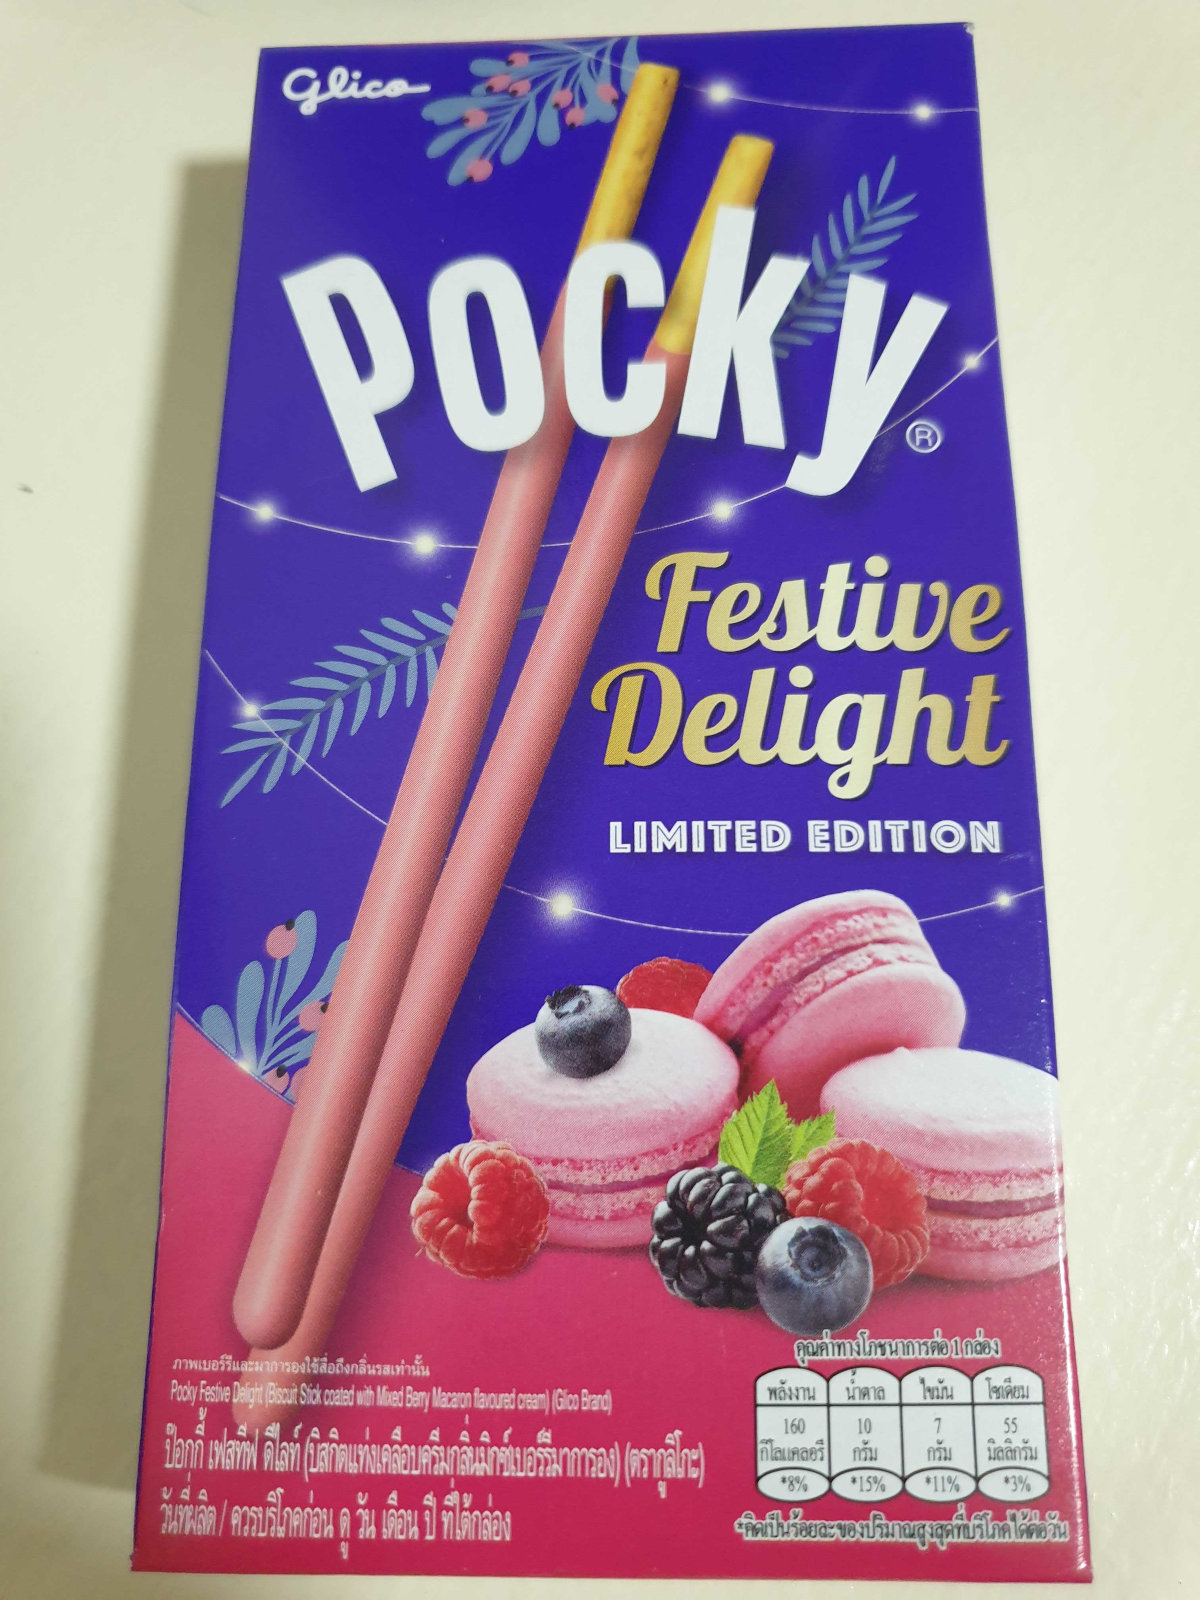 Glico
Pocky®
Festive
Delight
LIMITED EDITION
ภาพเบอร์รีและมาการองใช้สื่อถึงกลิ่นรสเท่านั้น
Pocky Festive Delight (Biscuit Stick coated with Mixed Berry Macaron flavoured cream) (Glico Brand)
ป๊อกกี้ เฟสทีฟ ดีไลท์ (บิสกิตแท่งเคลือบครีมกลิ่นมิกซ์เบอร์รีมาการอง) (ตรากูลิโกะ)
วันที่ผลิต / ควรบริโภคก่อน ดู วัน เดือน ปี ที่ใต้กล่อง
คุณค่าทางโภชนาการต่อ 1 กล่อง
พลังงาน น้ำตาล ไขมัน โซเดียม
160 10 7 55
กิโลแคลอรี กรัม กรัม มิลลิกรัม
*8% *15% *11% *3%
*คิดเป็นร้อยละของปริมาณสูงสุดที่บริโภคได้ต่อวัน